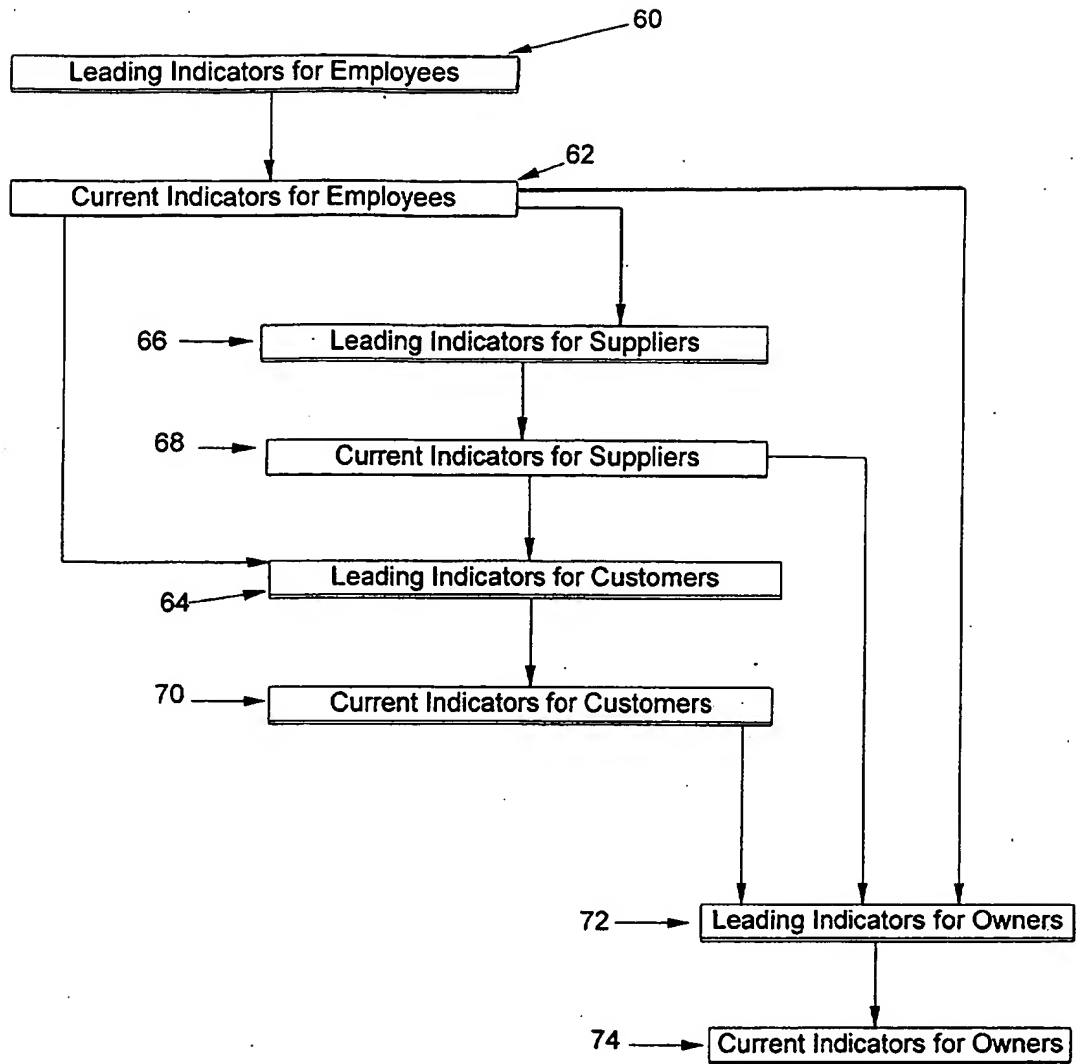 60
Leading Indicators for Employees
62
Current Indicators for Employees
66
Leading Indicators for Suppliers
68
Current Indicators for Suppliers
Leading Indicators for Customers
64
70
Current Indicators for Customers
72
Leading Indicators for Owners
74
Current Indicators for Owners